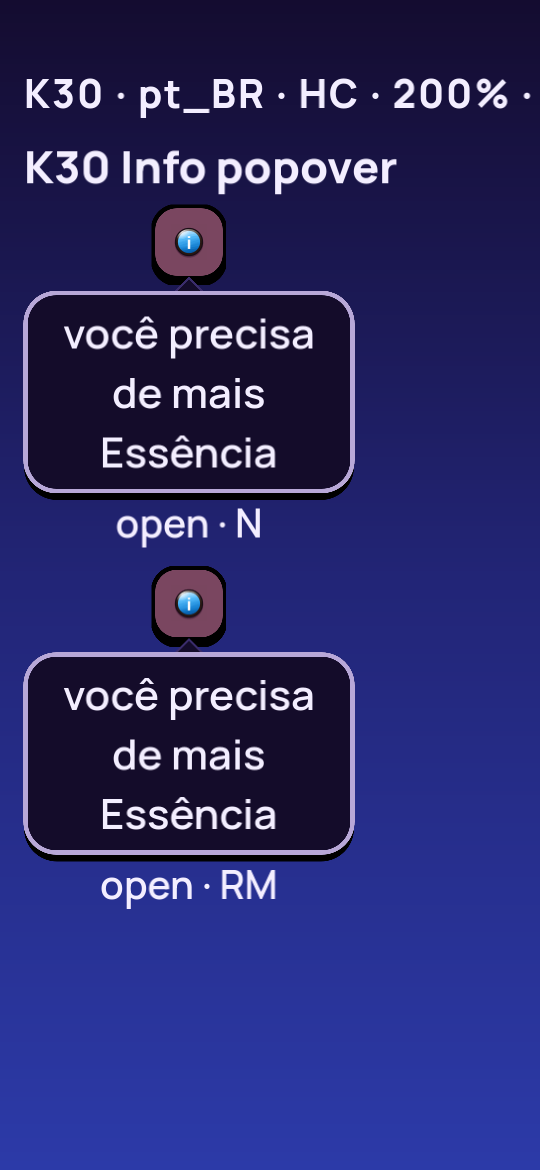 K30 · pt_BR · HC · 200% ·
K30 Info popover
i
você precisa
de mais
Essência
open · N
i
você precisa
de mais
Essência
open · RM